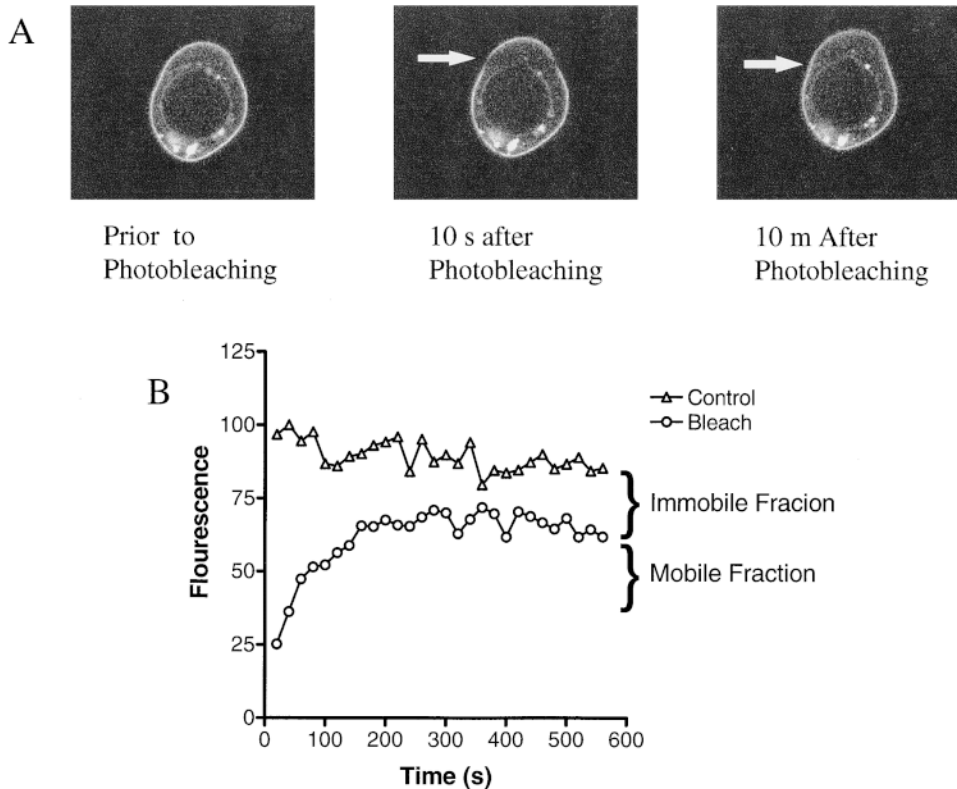 A
Prior to
Photobleaching
10 s after
Photobleaching
10 m After
Photobleaching
B
125
100
75
50
25
0
Flourescence
0 100 200 300 400 500 600
Time (s)
Control
Bleach
Immobile Fracion
Mobile Fraction